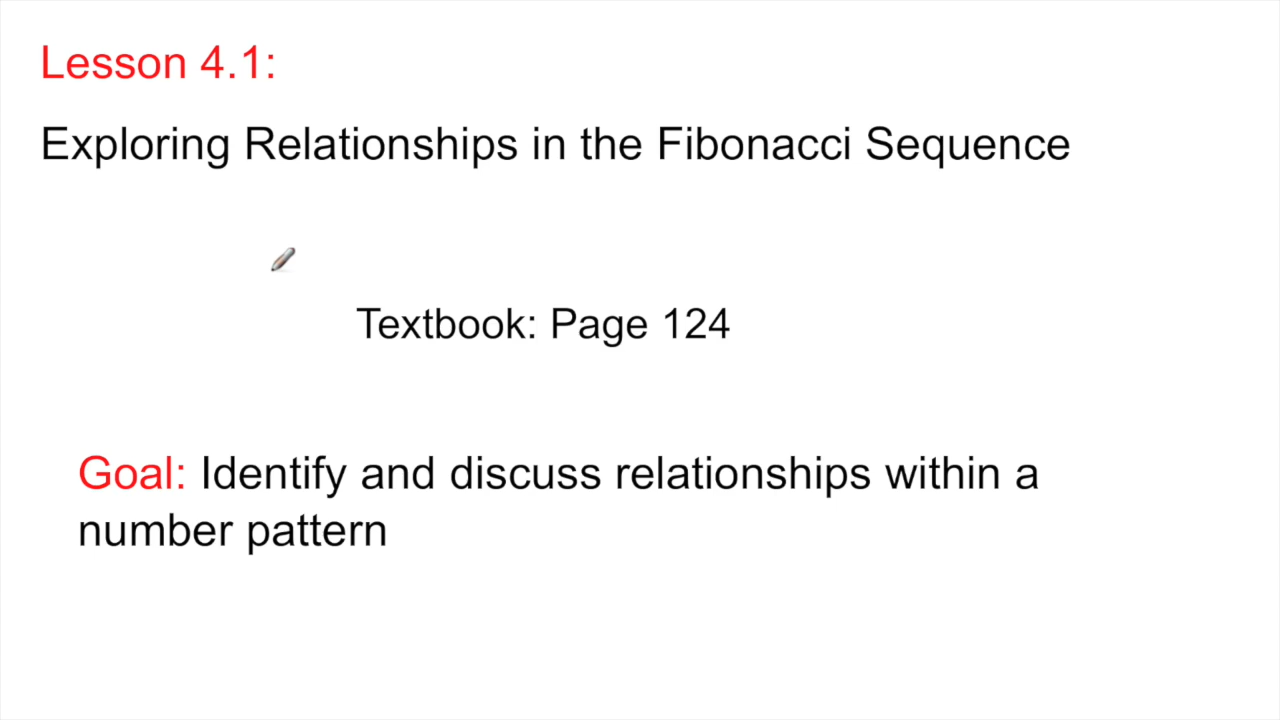 Lesson 4.1:
Exploring Relationships in the Fibonacci Sequence
Textbook: Page 124
Goal: Identify and discuss relationships within a
number pattern